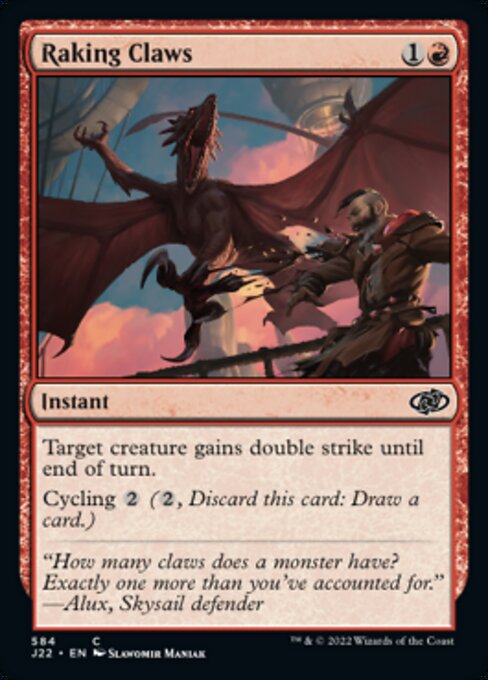 Raking Claws 1
Instant
Target creature gains double strike until
end of turn.
Cycling 2 (2, Discard this card: Draw a
card.)
“How many claws does a monster have?
Exactly one more than you’ve accounted for.”
—Alux, Skysail defender
584 C
J22 • EN Slawomir Maniak
™ & © 2022 Wizards of the Coast